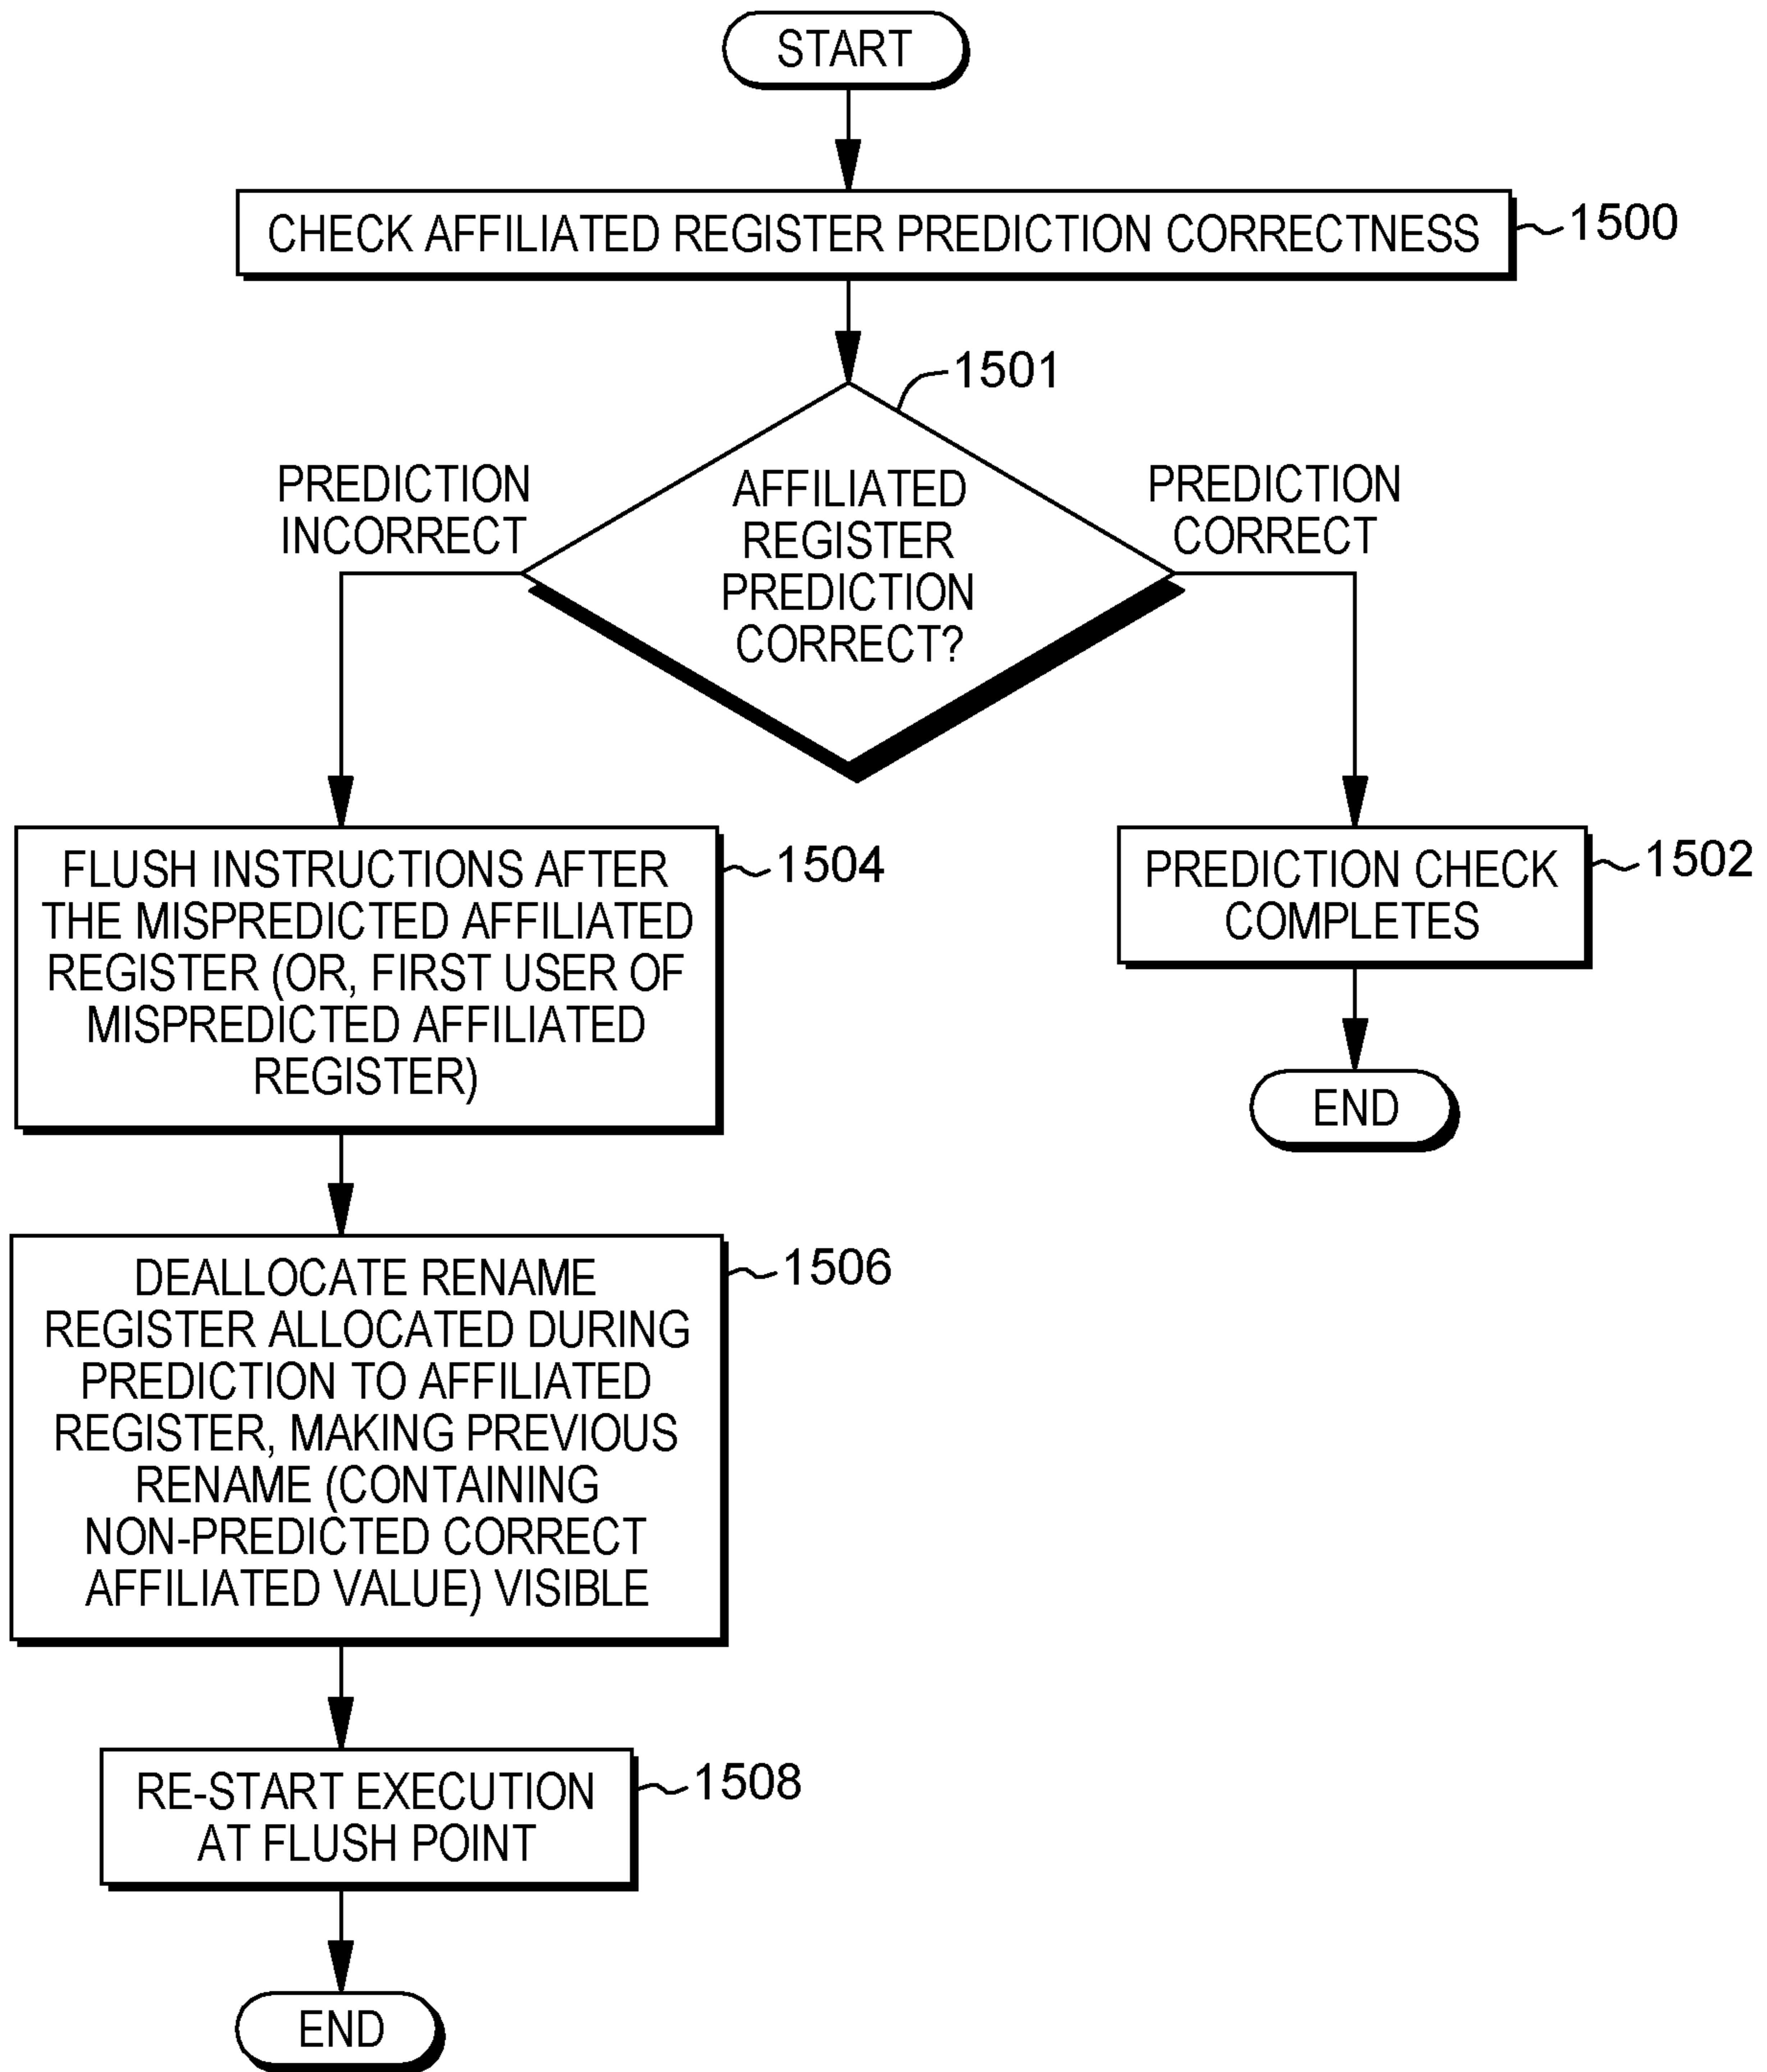 START
CHECK AFFILIATED REGISTER PREDICTION CORRECTNESS
1500
1501
PREDICTION
INCORRECT
AFFILIATED
REGISTER
PREDICTION
CORRECT?
PREDICTION
CORRECT
FLUSH INSTRUCTIONS AFTER
THE MISPREDICTED AFFILIATED
REGISTER (OR, FIRST USER OF
MISPREDICTED AFFILIATED
REGISTER)
1504
PREDICTION CHECK
COMPLETES
1502
END
DEALLOCATE RENAME
REGISTER ALLOCATED DURING
PREDICTION TO AFFILIATED
REGISTER, MAKING PREVIOUS
RENAME (CONTAINING
NON-PREDICTED CORRECT
AFFILIATED VALUE) VISIBLE
1506
RE-START EXECUTION
AT FLUSH POINT
1508
END